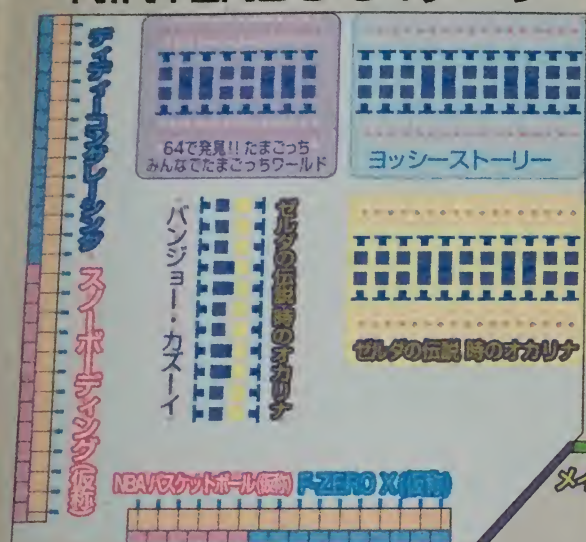 ディディーコングレーシング
スノーボーディング(仮称)
64で発見!!たまごっち
みんなでたまごっちワールド
ヨッシーストーリー
バンジョー・カズーイ
ゼルダの伝説 時のオカリナ
ゼルダの伝説 時のオカリナ
NBAバスケットボール(仮称)
F-ZERO X(仮称)